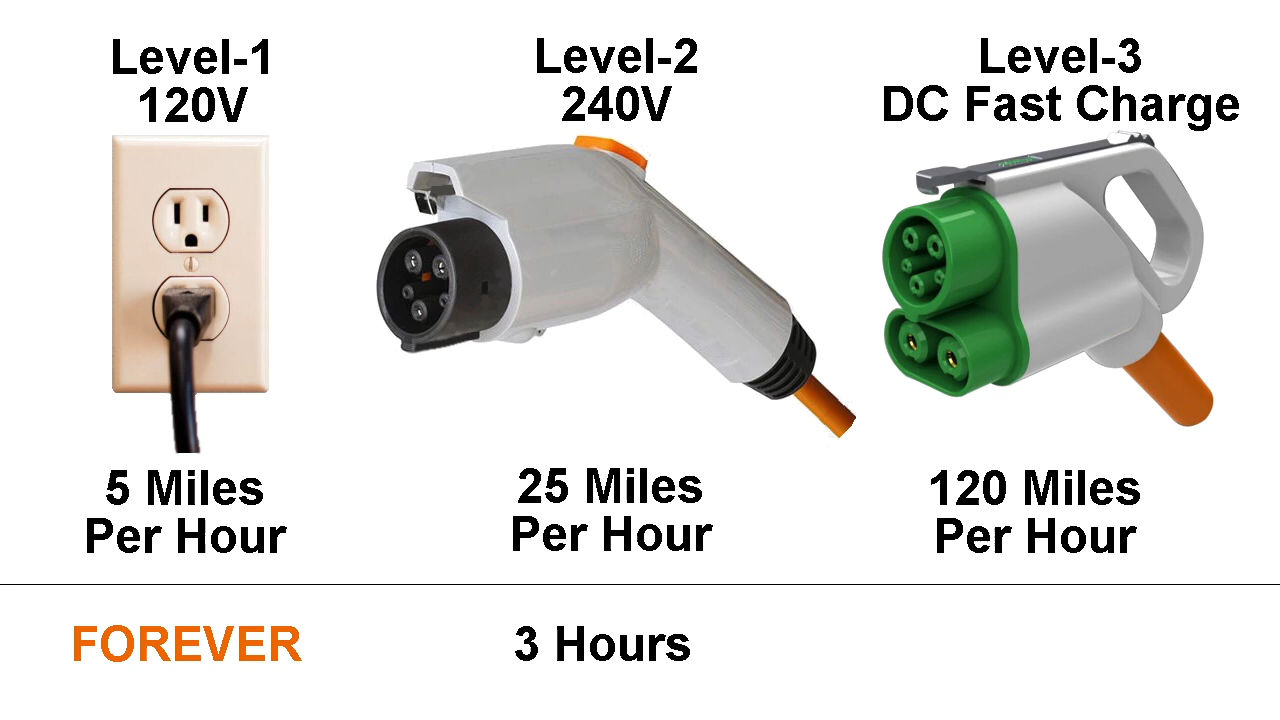 Level-1
120V
Level-2
240V
Level-3
DC Fast Charge
5 Miles
Per Hour
25 Miles
Per Hour
120 Miles
Per Hour
FOREVER
3 Hours